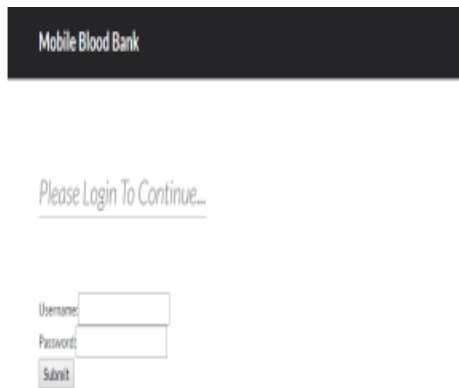 Mobile Blood Bank
Please Login To Continue...
Username:
Password:
Submit